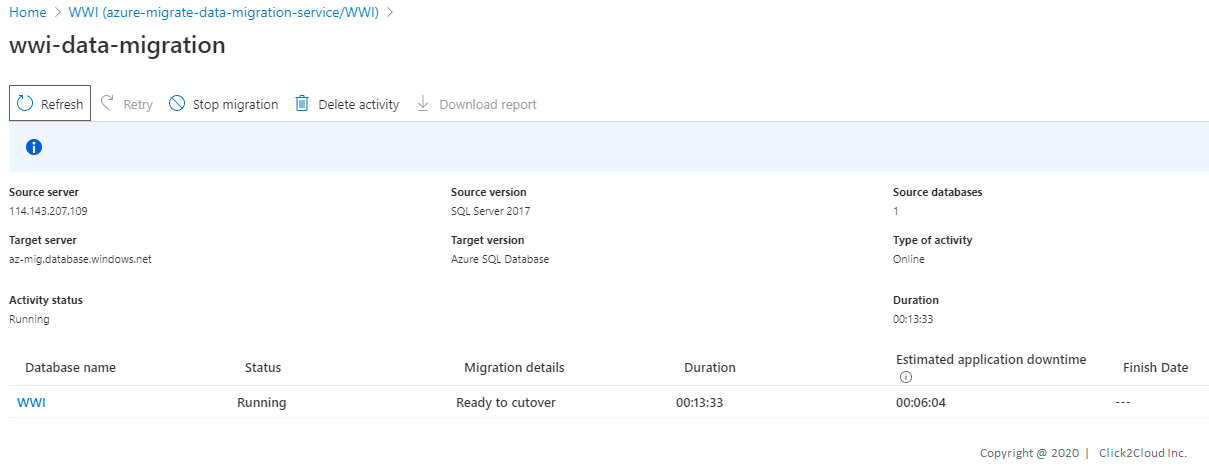 Home > WWI (azure-migrate-data-migration-service/WWI) >
wwi-data-migration
Refresh Retry Stop migration Delete activity Download report
Source server Source version Source databases
114.143.207.109 SQL Server 2017 1
Target server Target version Type of activity
az-mig.database.windows.net Azure SQL Database Online
Activity status Duration
Running 00:13:33
Database name Status Migration details Duration Estimated application downtime Finish Date
WWI Running Ready to cutover 00:13:33 00:06:04 ---
Copyright @ 2020 | Click2Cloud Inc.